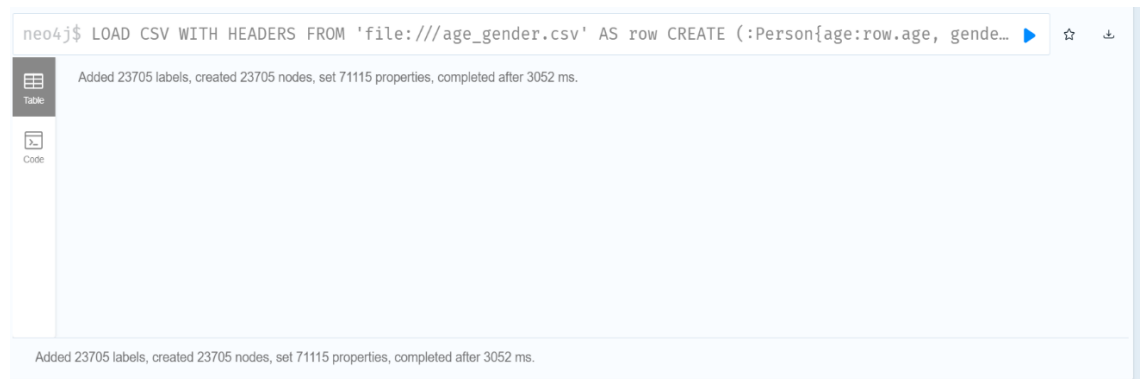 neo4j$ LOAD CSV WITH HEADERS FROM 'file:///age_gender.csv' AS row CREATE (:Person{age:row.age, gende…
Table
Added 23705 labels, created 23705 nodes, set 71115 properties, completed after 3052 ms.
Code
Added 23705 labels, created 23705 nodes, set 71115 properties, completed after 3052 ms.